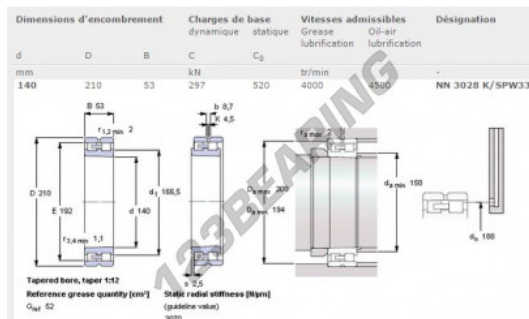 Dimensions d'encombrement Charges de base Vitesses admissibles Désignation
dynamique statique Grease lubrification Oil-air lubrification
d D B C C0
mm kN tr/min -
140 210 53 297 520 4000 4500 NN 3028 K/SPW33
B 53
r1,2 min 2
D 210
E 192
d1 166,5
d 140
r3,4 min 1,1
b 8,7
K 4,5
s 2,5
ra max 2
Da max 200
Da min 194
da min 150
dn 188
123BEARING
Tapered bore, taper 1:12
Reference grease quantity [cm³]
Gref 52
Static radial stiffness [N/µm]
(guideline value)